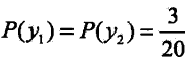 P(y₁) = P(y₂) = 3/20